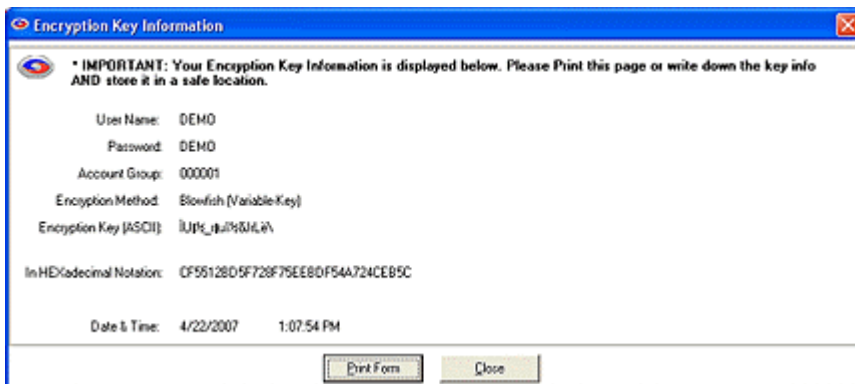 Encryption Key Information
* IMPORTANT: Your Encryption Key Information is displayed below. Please Print this page or write down the key info
AND store it in a safe location.
User Name: DEMO
Password: DEMO
Account Group: 000001
Encryption Method: Blowfish (Variable-Key)
Encryption Key (ASCII):
In HEXadecimal Notation:
Date & Time: 4/22/2007 1:07:54 PM
Print Form
Close